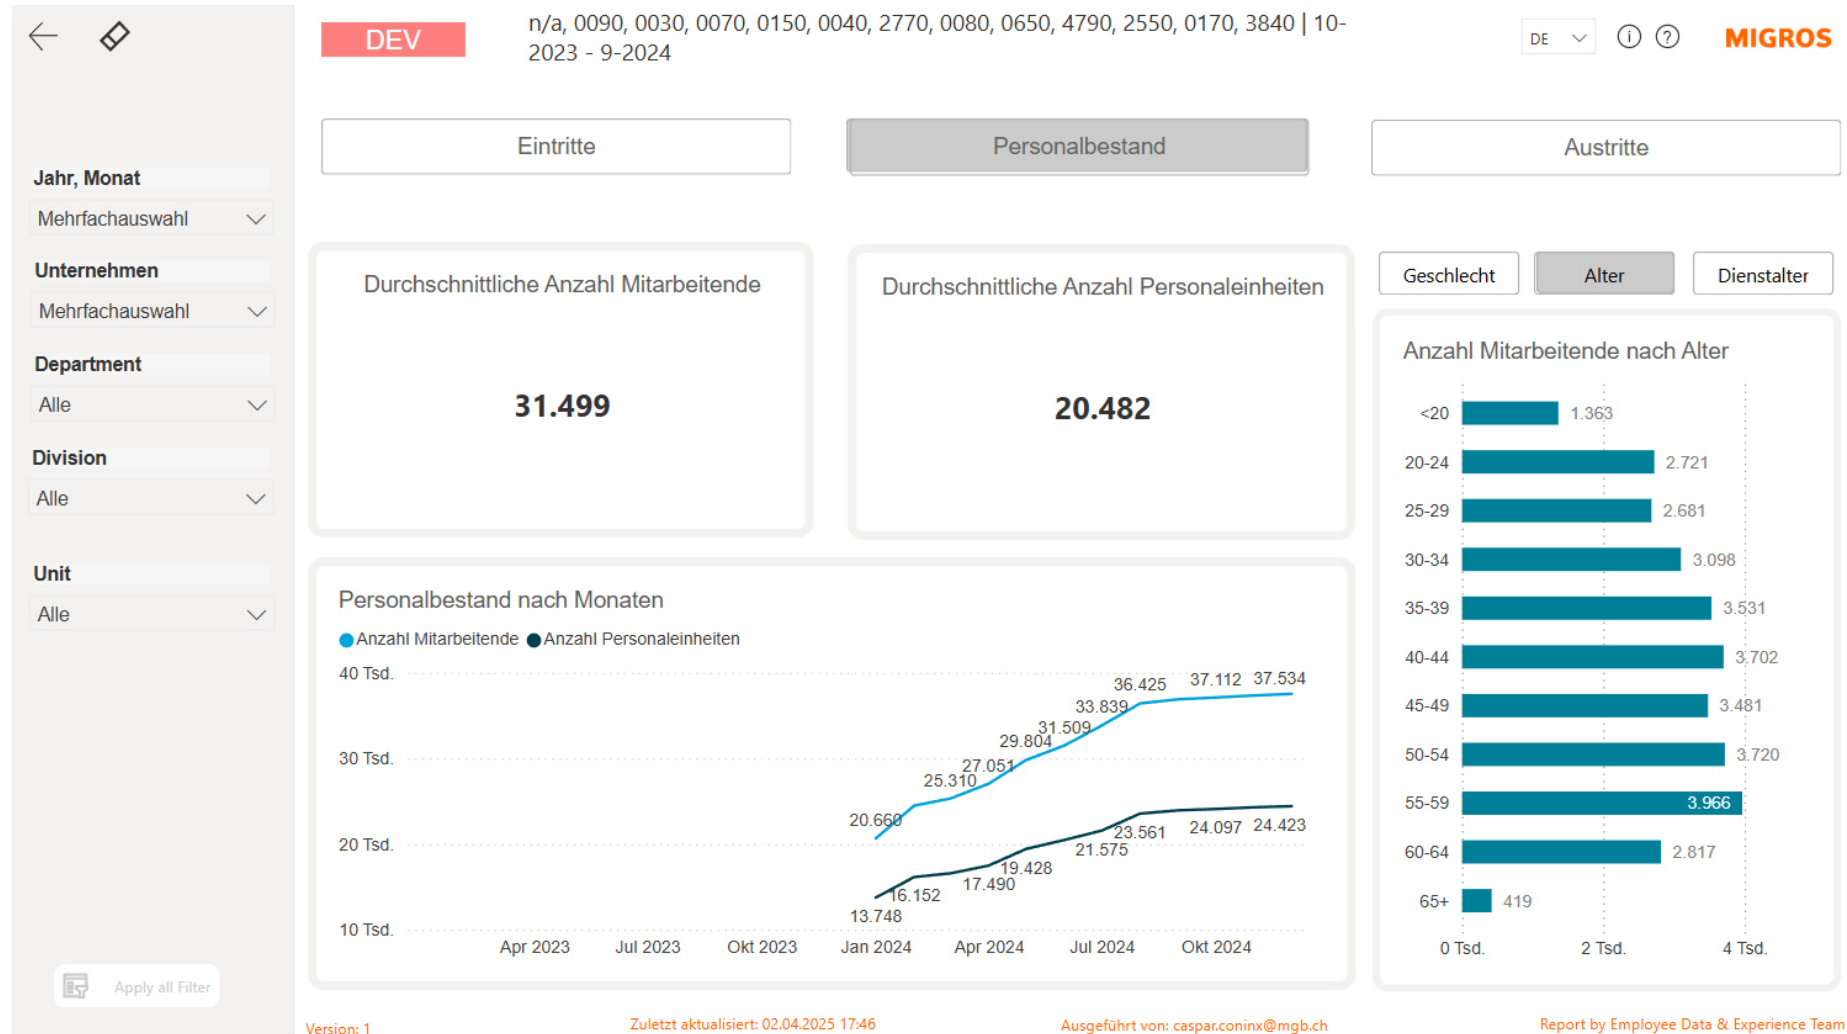 DEV
n/a, 0090, 0030, 0070, 0150, 0040, 2770, 0080, 0650, 4790, 2550, 0170, 3840 | 10-
2023 - 9-2024
DE
MIGROS
Eintritte
Personalbestand
Austritte
Jahr, Monat
Mehrfachauswahl
Unternehmen
Mehrfachauswahl
Department
Alle
Division
Alle
Unit
Alle
Apply all Filter
Durchschnittliche Anzahl Mitarbeitende
31.499
Durchschnittliche Anzahl Personaleinheiten
20.482
Geschlecht
Alter
Dienstalter
Personalbestand nach Monaten
Anzahl Mitarbeitende Anzahl Personaleinheiten
40 Tsd.
30 Tsd.
20 Tsd.
10 Tsd.
20.660
25.310
27.051
29.804
31.509
33.839
36.425
37.112
37.534
13.748
16.152
17.490
19.428
21.575
23.561
24.097
24.423
Apr 2023 Jul 2023 Okt 2023 Jan 2024 Apr 2024 Jul 2024 Okt 2024
Anzahl Mitarbeitende nach Alter
<20 1.363
20-24 2.721
25-29 2.681
30-34 3.098
35-39 3.531
40-44 3.702
45-49 3.481
50-54 3.720
55-59 3.966
60-64 2.817
65+ 419
0 Tsd. 2 Tsd. 4 Tsd.
Version: 1
Zuletzt aktualisiert: 02.04.2025 17:46
Ausgeführt von: caspar.coninx@mgb.ch
Report by Employee Data & Experience Team